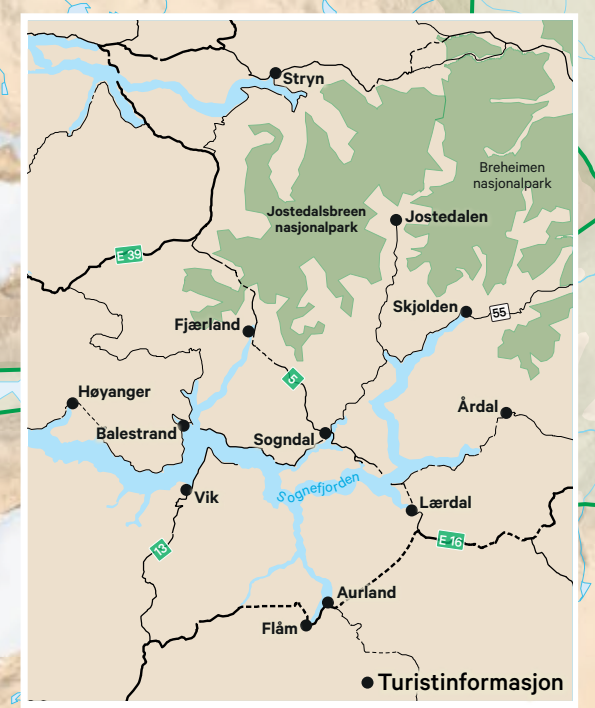 Stryn
Breheimen
nasjonalpark
Jostedalsbreen
nasjonalpark
Jostedalen
E 39
Skjolden
55
Fjærland
5
Høyanger
Årdal
Balestrand
Sogndal
Sognefjorden
Vik
Lærdal
E 16
13
Aurland
Flåm
Turistinformasjon